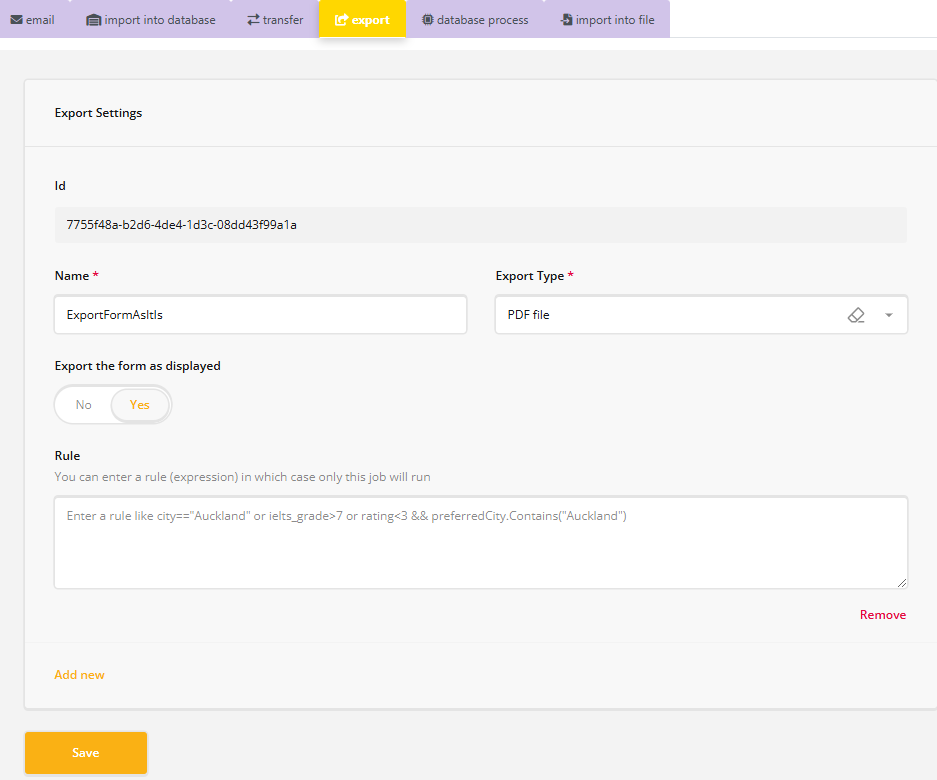 email import into database transfer export database process import into file
Export Settings
Id
7755f48a-b2d6-4de4-1d3c-08dd43f99a1a
Name * Export Type *
ExportFormAsItIs PDF file
Export the form as displayed
No Yes
Rule
You can enter a rule (expression) in which case only this job will run
Enter a rule like city=="Auckland" or ielts_grade>7 or rating<3 && preferredCity.Contains("Auckland")
Remove
Add new
Save